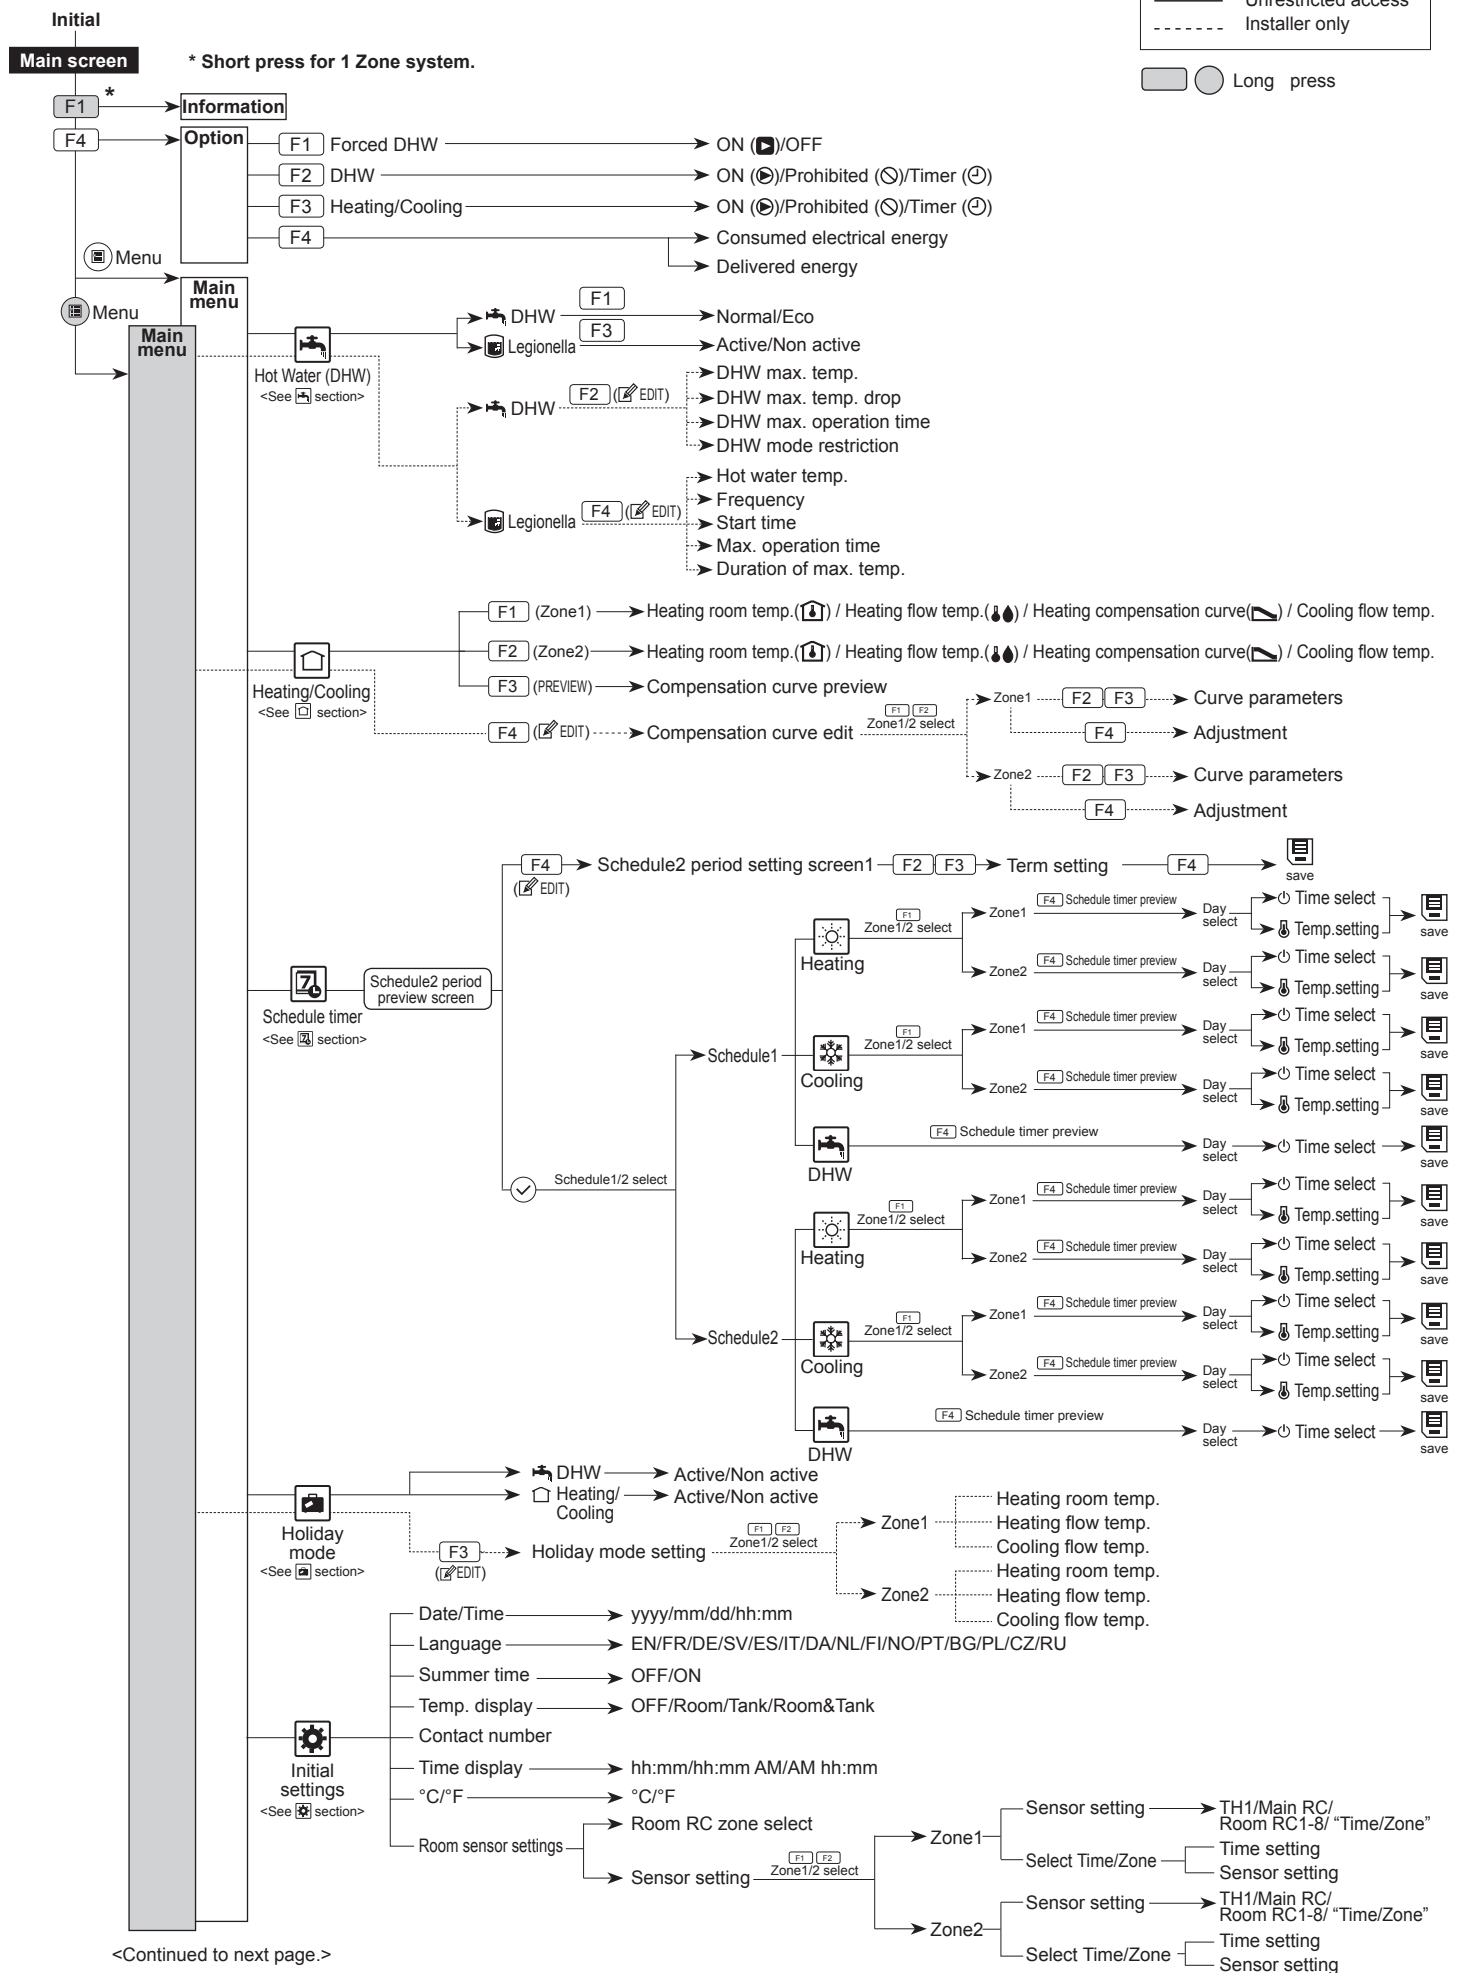 Unrestricted access
Installer only
Long press
Initial
Main screen
* Short press for 1 Zone system.
F1 * Information
F4 Option
F1 Forced DHW ON ( )/OFF
F2 DHW ON ( )/Prohibited ( )/Timer ( )
F3 Heating/Cooling ON ( )/Prohibited ( )/Timer ( )
F4 Consumed electrical energy
Delivered energy
Menu
Main
menu
Menu
Main
menu
Hot Water (DHW)
<See section>
DHW F1 Normal/Eco
Legionella F3 Active/Non active
DHW F2 ( EDIT)
DHW max. temp.
DHW max. temp. drop
DHW max. operation time
DHW mode restriction
Legionella F4 ( EDIT)
Hot water temp.
Frequency
Start time
Max. operation time
Duration of max. temp.
Heating/Cooling
<See section>
F1 (Zone1) Heating room temp.( ) / Heating flow temp.( ) / Heating compensation curve( ) / Cooling flow temp.
F2 (Zone2) Heating room temp.( ) / Heating flow temp.( ) / Heating compensation curve( ) / Cooling flow temp.
F3 (PREVIEW) Compensation curve preview
F4 ( EDIT) Compensation curve edit
F1 F2
Zone1/2 select
Zone1 F2 F3 Curve parameters
F4 Adjustment
Zone2 F2 F3 Curve parameters
F4 Adjustment
Schedule timer
<See section>
Schedule2 period
preview screen
F4 Schedule2 period setting screen1 F2 F3 Term setting F4 save
( EDIT)
Schedule1/2 select
Schedule1
Heating
F1
Zone1/2 select
Zone1 F4 Schedule timer preview Day select Time select
Temp.setting save
Zone2 F4 Schedule timer preview Day select Time select
Temp.setting save
Cooling
F1
Zone1/2 select
Zone1 F4 Schedule timer preview Day select Time select
Temp.setting save
Zone2 F4 Schedule timer preview Day select Time select
Temp.setting save
DHW
F4 Schedule timer preview Day select Time select save
Schedule2
Heating
F1
Zone1/2 select
Zone1 F4 Schedule timer preview Day select Time select
Temp.setting save
Zone2 F4 Schedule timer preview Day select Time select
Temp.setting save
Cooling
F1
Zone1/2 select
Zone1 F4 Schedule timer preview Day select Time select
Temp.setting save
Zone2 F4 Schedule timer preview Day select Time select
Temp.setting save
DHW
F4 Schedule timer preview Day select Time select save
Holiday
mode
<See section>
DHW Active/Non active
Heating/ Active/Non active
Cooling
F3 Holiday mode setting
( EDIT)
F1 F2
Zone1/2 select
Zone1
Heating room temp.
Heating flow temp.
Cooling flow temp.
Zone2
Heating room temp.
Heating flow temp.
Cooling flow temp.
Initial
settings
<See section>
Date/Time yyyy/mm/dd/hh:mm
Language EN/FR/DE/SV/ES/IT/DA/NL/FI/NO/PT/BG/PL/CZ/RU
Summer time OFF/ON
Temp. display OFF/Room/Tank/Room&Tank
Contact number
Time display hh:mm/hh:mm AM/AM hh:mm
°C/°F °C/°F
Room sensor settings
Room RC zone select
Sensor setting
F1 F2
Zone1/2 select
Zone1
Sensor setting TH1/Main RC/
Room RC1-8/ “Time/Zone”
Select Time/Zone Time setting
Sensor setting
Zone2
Sensor setting TH1/Main RC/
Room RC1-8/ “Time/Zone”
Select Time/Zone Time setting
Sensor setting
<Continued to next page.>